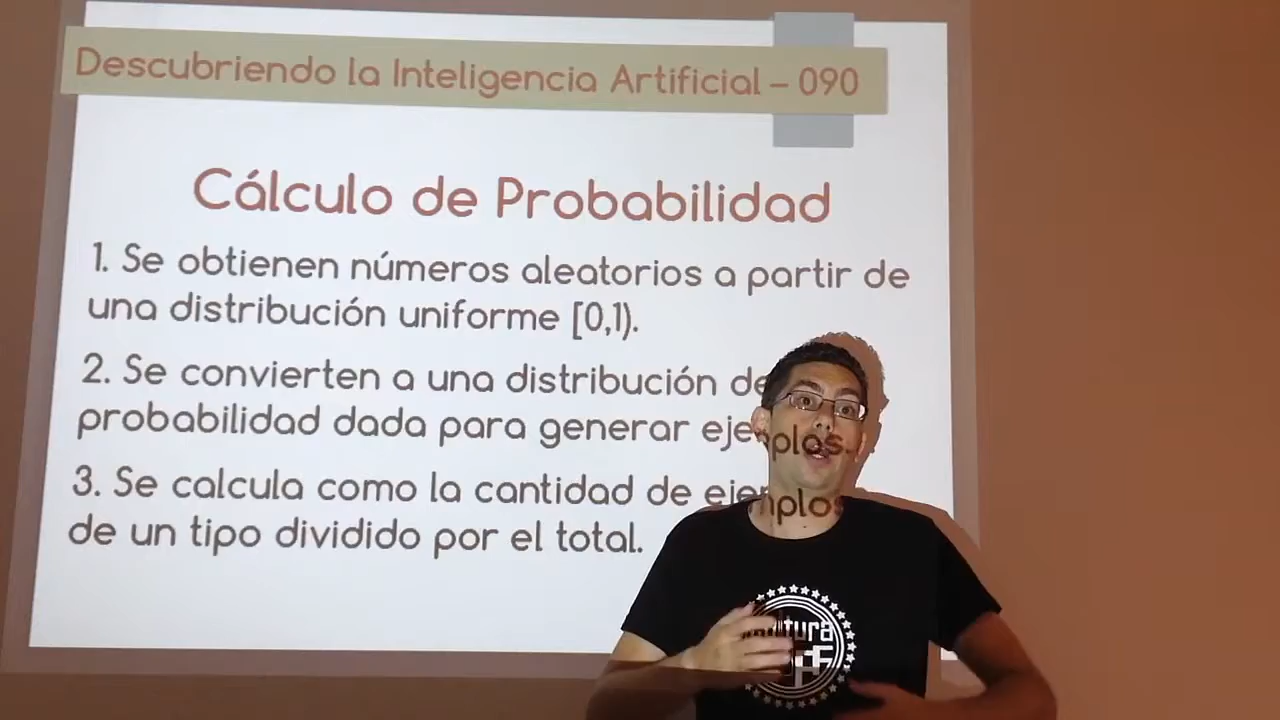 Descubriendo la Inteligencia Artificial – 090
Cálculo de Probabilidad
1. Se obtienen números aleatorios a partir de
una distribución uniforme [0,1).
2. Se convierten a una distribución de
probabilidad dada para generar ejemplos.
3. Se calcula como la cantidad de ejemplos
de un tipo dividido por el total.